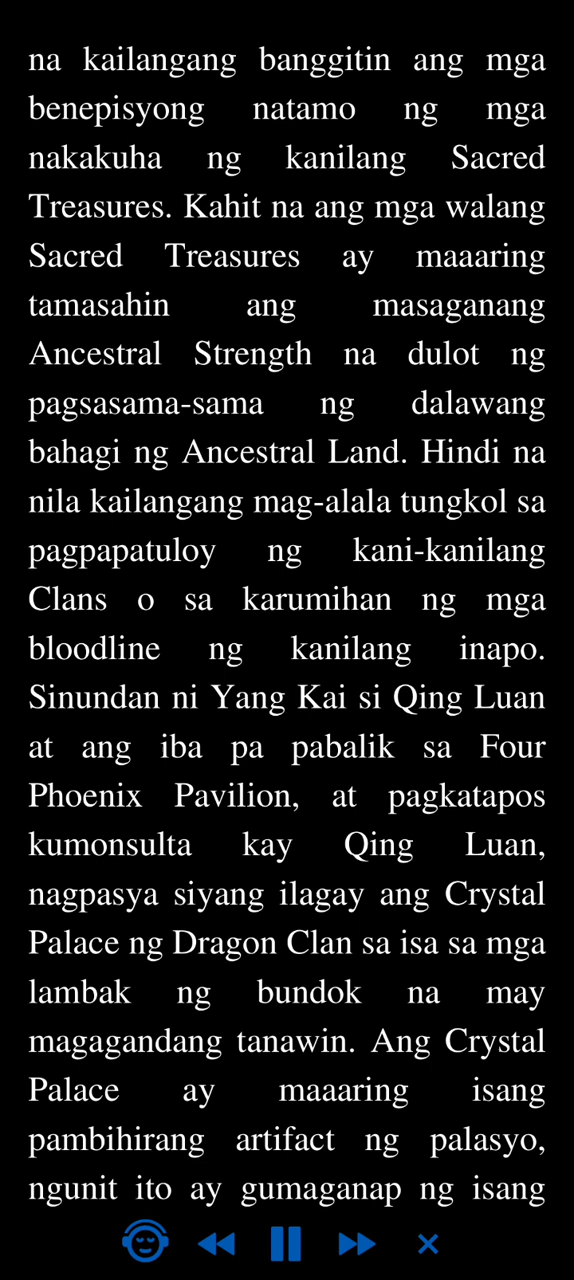 na kailangang banggitin ang mga
benepisyong natamo ng mga
nakakuha ng kanilang Sacred
Treasures. Kahit na ang mga walang
Sacred Treasures ay maaaring
tamasahin ang masaganang
Ancestral Strength na dulot ng
pagsasama-sama ng dalawang
bahagi ng Ancestral Land. Hindi na
nila kailangang mag-alala tungkol sa
pagpapatuloy ng kani-kanilang
Clans o sa karumihan ng mga
bloodline ng kanilang inapo.
Sinundan ni Yang Kai si Qing Luan
at ang iba pa pabalik sa Four
Phoenix Pavilion, at pagkatapos
kumonsulta kay Qing Luan,
nagpasya siyang ilagay ang Crystal
Palace ng Dragon Clan sa isa sa mga
lambak ng bundok na may
magagandang tanawin. Ang Crystal
Palace ay maaaring isang
pambihirang artifact ng palasyo,
ngunit ito ay gumaganap ng isang